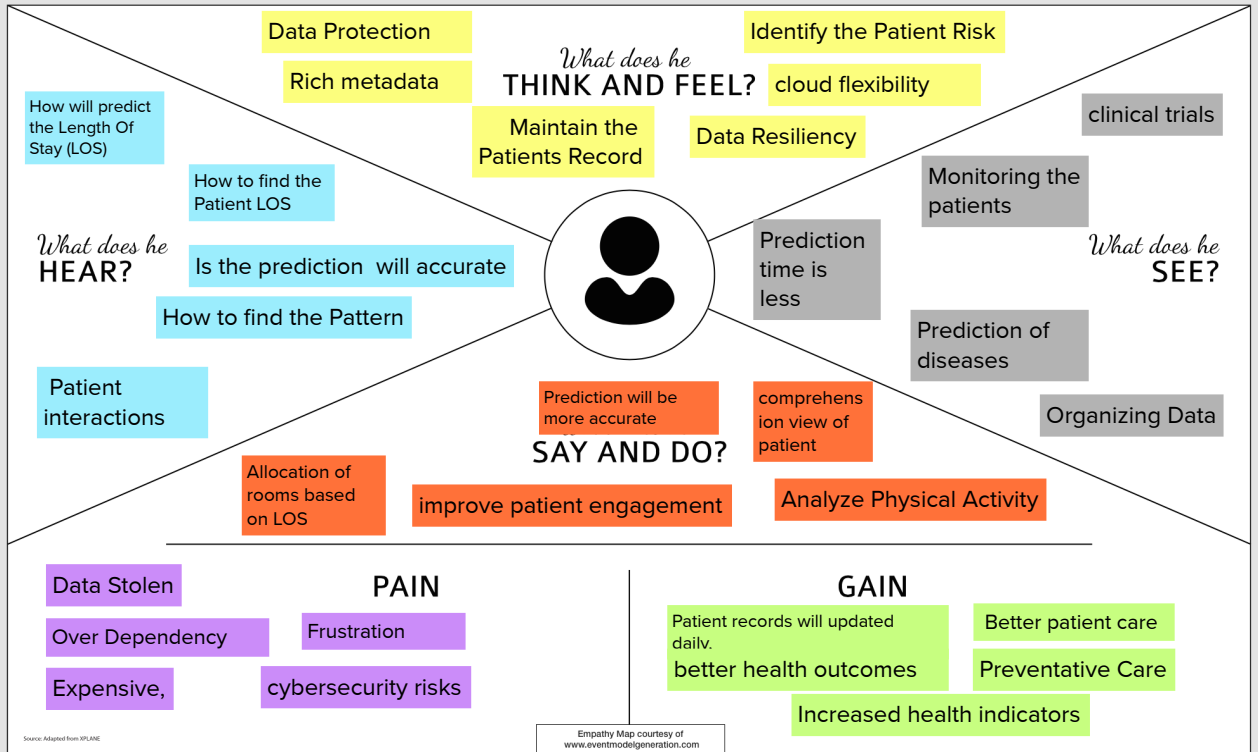 What does he
THINK AND FEEL?
Data Protection
Rich metadata
Maintain the
Patients Record
Identify the Patient Risk
cloud flexibility
Data Resiliency
What does he
HEAR?
How will predict
the Length Of
Stay (LOS)
How to find the
Patient LOS
Is the prediction will accurate
How to find the Pattern
Patient
interactions
What does he
SEE?
clinical trials
Monitoring the
patients
Prediction
time is
less
Prediction of
diseases
Organizing Data
SAY AND DO?
Prediction will be
more accurate
comprehens
ion view of
patient
Allocation of
rooms based
on LOS
improve patient engagement
Analyze Physical Activity
PAIN
Data Stolen
Over Dependency
Frustration
Expensive,
cybersecurity risks
GAIN
Patient records will updated
daily.
better health outcomes
Better patient care
Preventative Care
Increased health indicators
Source: Adapted from XPLANE
Empathy Map courtesy of
www.eventmodelgeneration.com